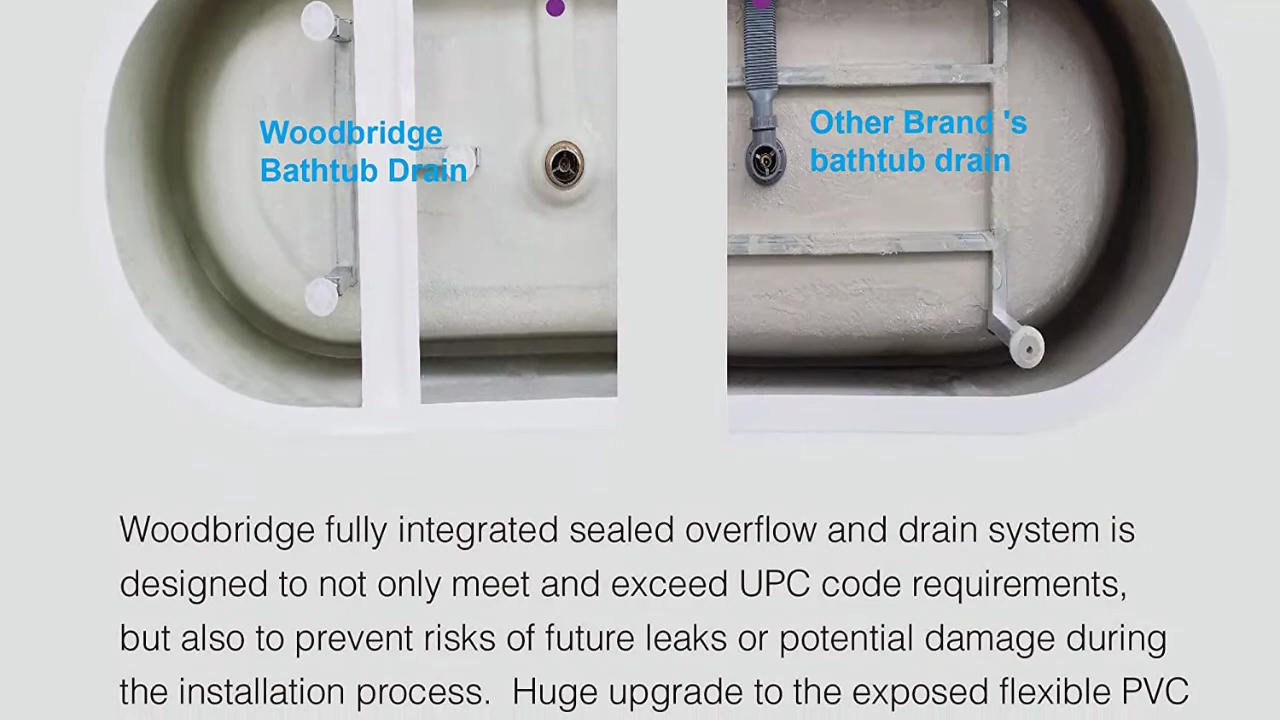 Woodbridge
Bathtub Drain
Other Brand 's
bathtub drain
Woodbridge fully integrated sealed overflow and drain system is
designed to not only meet and exceed UPC code requirements,
but also to prevent risks of future leaks or potential damage during
the installation process.  Huge upgrade to the exposed flexible PVC